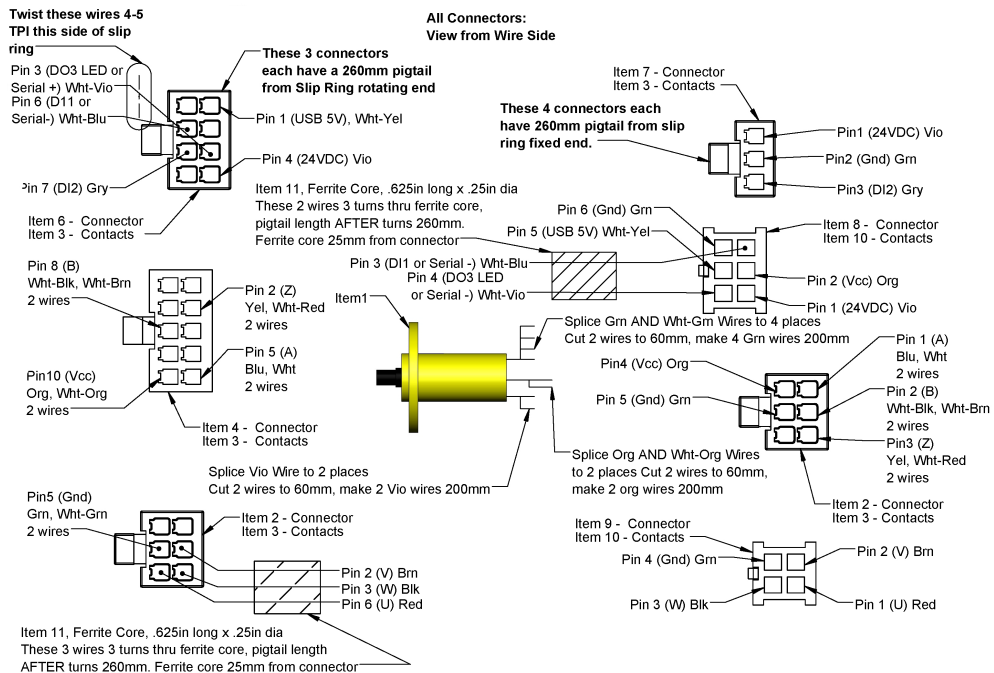 Twist these wires 4-5
TPI this side of slip
ring
All Connectors:
View from Wire Side
These 3 connectors
each have a 260mm pigtail
from Slip Ring rotating end
Pin 3 (DO3 LED or
Serial +) Wht-Vio
Pin 6 (D11 or
Serial-) Wht-Blu
Pin 1 (USB 5V), Wht-Yel
Pin 4 (24VDC) Vio
Pin 7 (DI2) Gry
Item 6 - Connector
Item 3 - Contacts
Item 7 - Connector
Item 3 - Contacts
These 4 connectors each
have 260mm pigtail from slip
ring fixed end.
Pin1 (24VDC) Vio
Pin2 (Gnd) Grn
Pin3 (DI2) Gry
Item 11, Ferrite Core, .625in long x .25in dia
These 2 wires 3 turns thru ferrite core,
pigtail length AFTER turns 260mm.
Ferrite core 25mm from connector
Pin 6 (Gnd) Grn
Pin 5 (USB 5V) Wht-Yel
Pin 3 (DI1 or Serial -) Wht-Blu
Pin 4 (DO3 LED
or Serial -) Wht-Vio
Item 8 - Connector
Item 10 - Contacts
Pin 2 (Vcc) Org
Pin 1 (24VDC) Vio
Pin 8 (B)
Wht-Blk, Wht-Brn
2 wires
Pin 2 (Z)
Yel, Wht-Red
2 wires
Pin 5 (A)
Blu, Wht
2 wires
Pin10 (Vcc)
Org, Wht-Org
2 wires
Item 4 - Connector
Item 3 - Contacts
Item1
Splice Grn AND Wht-Grn Wires to 4 places
Cut 2 wires to 60mm, make 4 Grn wires 200mm
Pin4 (Vcc) Org
Pin 5 (Gnd) Grn
Pin 1 (A)
Blu, Wht
2 wires
Pin 2 (B)
Wht-Blk, Wht-Brn
2 wires
Pin3 (Z)
Yel, Wht-Red
2 wires
Item 2 - Connector
Item 3 - Contacts
Splice Org AND Wht-Org Wires
to 2 places Cut 2 wires to 60mm,
make 2 org wires 200mm
Splice Vio Wire to 2 places
Cut 2 wires to 60mm, make 2 Vio wires 200mm
Pin5 (Gnd)
Grn, Wht-Grn
2 wires
Item 2 - Connector
Item 3 - Contacts
Pin 2 (V) Brn
Pin 3 (W) Blk
Pin 6 (U) Red
Item 9 - Connector
Item 10 - Contacts
Pin 4 (Gnd) Grn
Pin 2 (V) Brn
Pin 3 (W) Blk
Pin 1 (U) Red
Item 11, Ferrite Core, .625in long x .25in dia
These 3 wires 3 turns thru ferrite core, pigtail length
AFTER turns 260mm. Ferrite core 25mm from connector